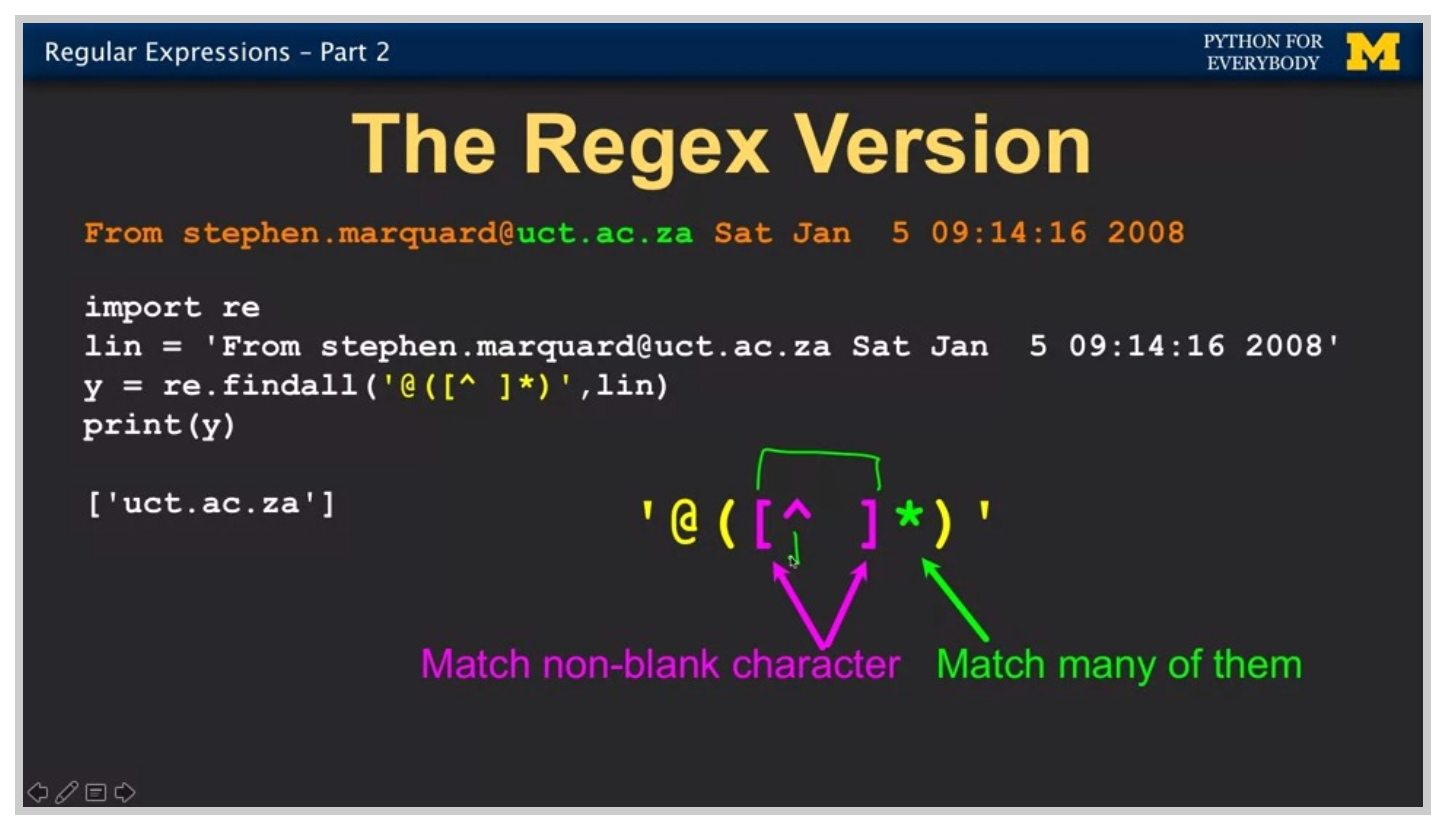 Regular Expressions – Part 2
PYTHON FOR
EVERYBODY
M
The Regex Version
From stephen.marquard@uct.ac.za Sat Jan  5 09:14:16 2008
import re
lin = 'From stephen.marquard@uct.ac.za Sat Jan  5 09:14:16 2008'
y = re.findall('@([^ ]*)',lin)
print(y)
['uct.ac.za']
'@([^ ]*)'
Match non-blank character
Match many of them